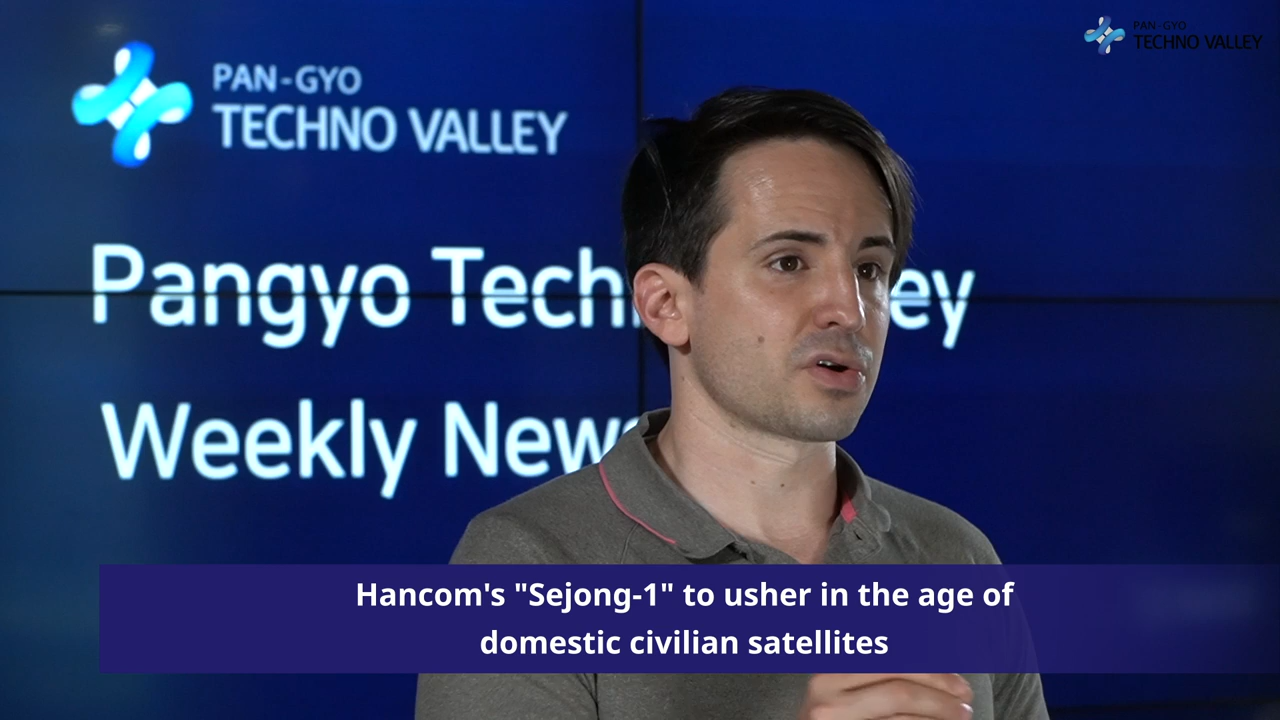 PAN-GYO
TECHNO VALLEY
PAN-GYO
TECHNO VALLEY
Pangyo Tech ey
Weekly New
Hancom's "Sejong-1" to usher in the age of
domestic civilian satellites